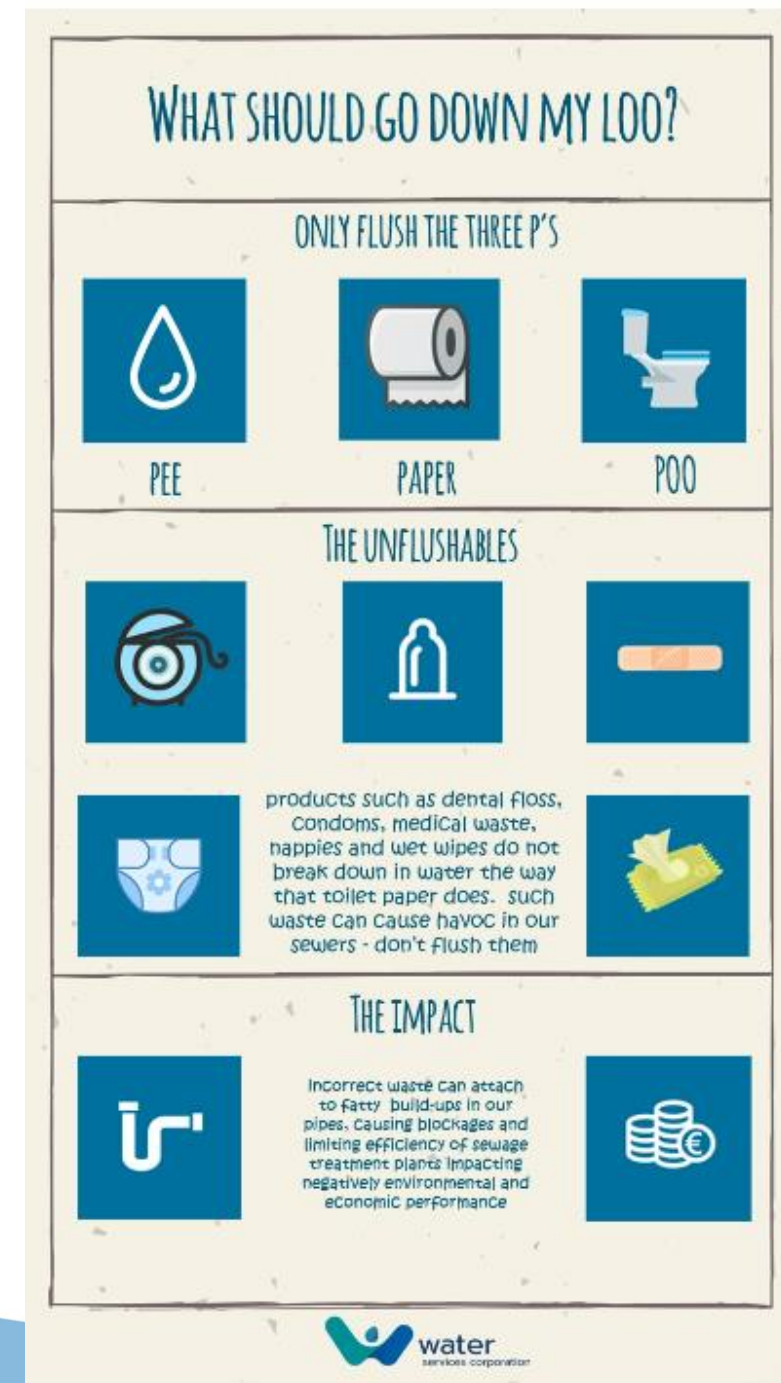 WHAT SHOULD GO DOWN MY LOO?
ONLY FLUSH THE THREE P'S
PEE
PAPER
POO
THE UNFLUSHABLES
products such as dental floss,
condoms, medical waste,
nappies and wet wipes do not
break down in water the way
that toilet paper does. such
waste can cause havoc in our
sewers - don't flush them
THE IMPACT
Incorrect waste can attach
to fatty build-ups in our
pipes, causing blockages and
limiting efficiency of sewage
treatment plants impacting
negatively environmental and
economic performance
€
water
services corporation